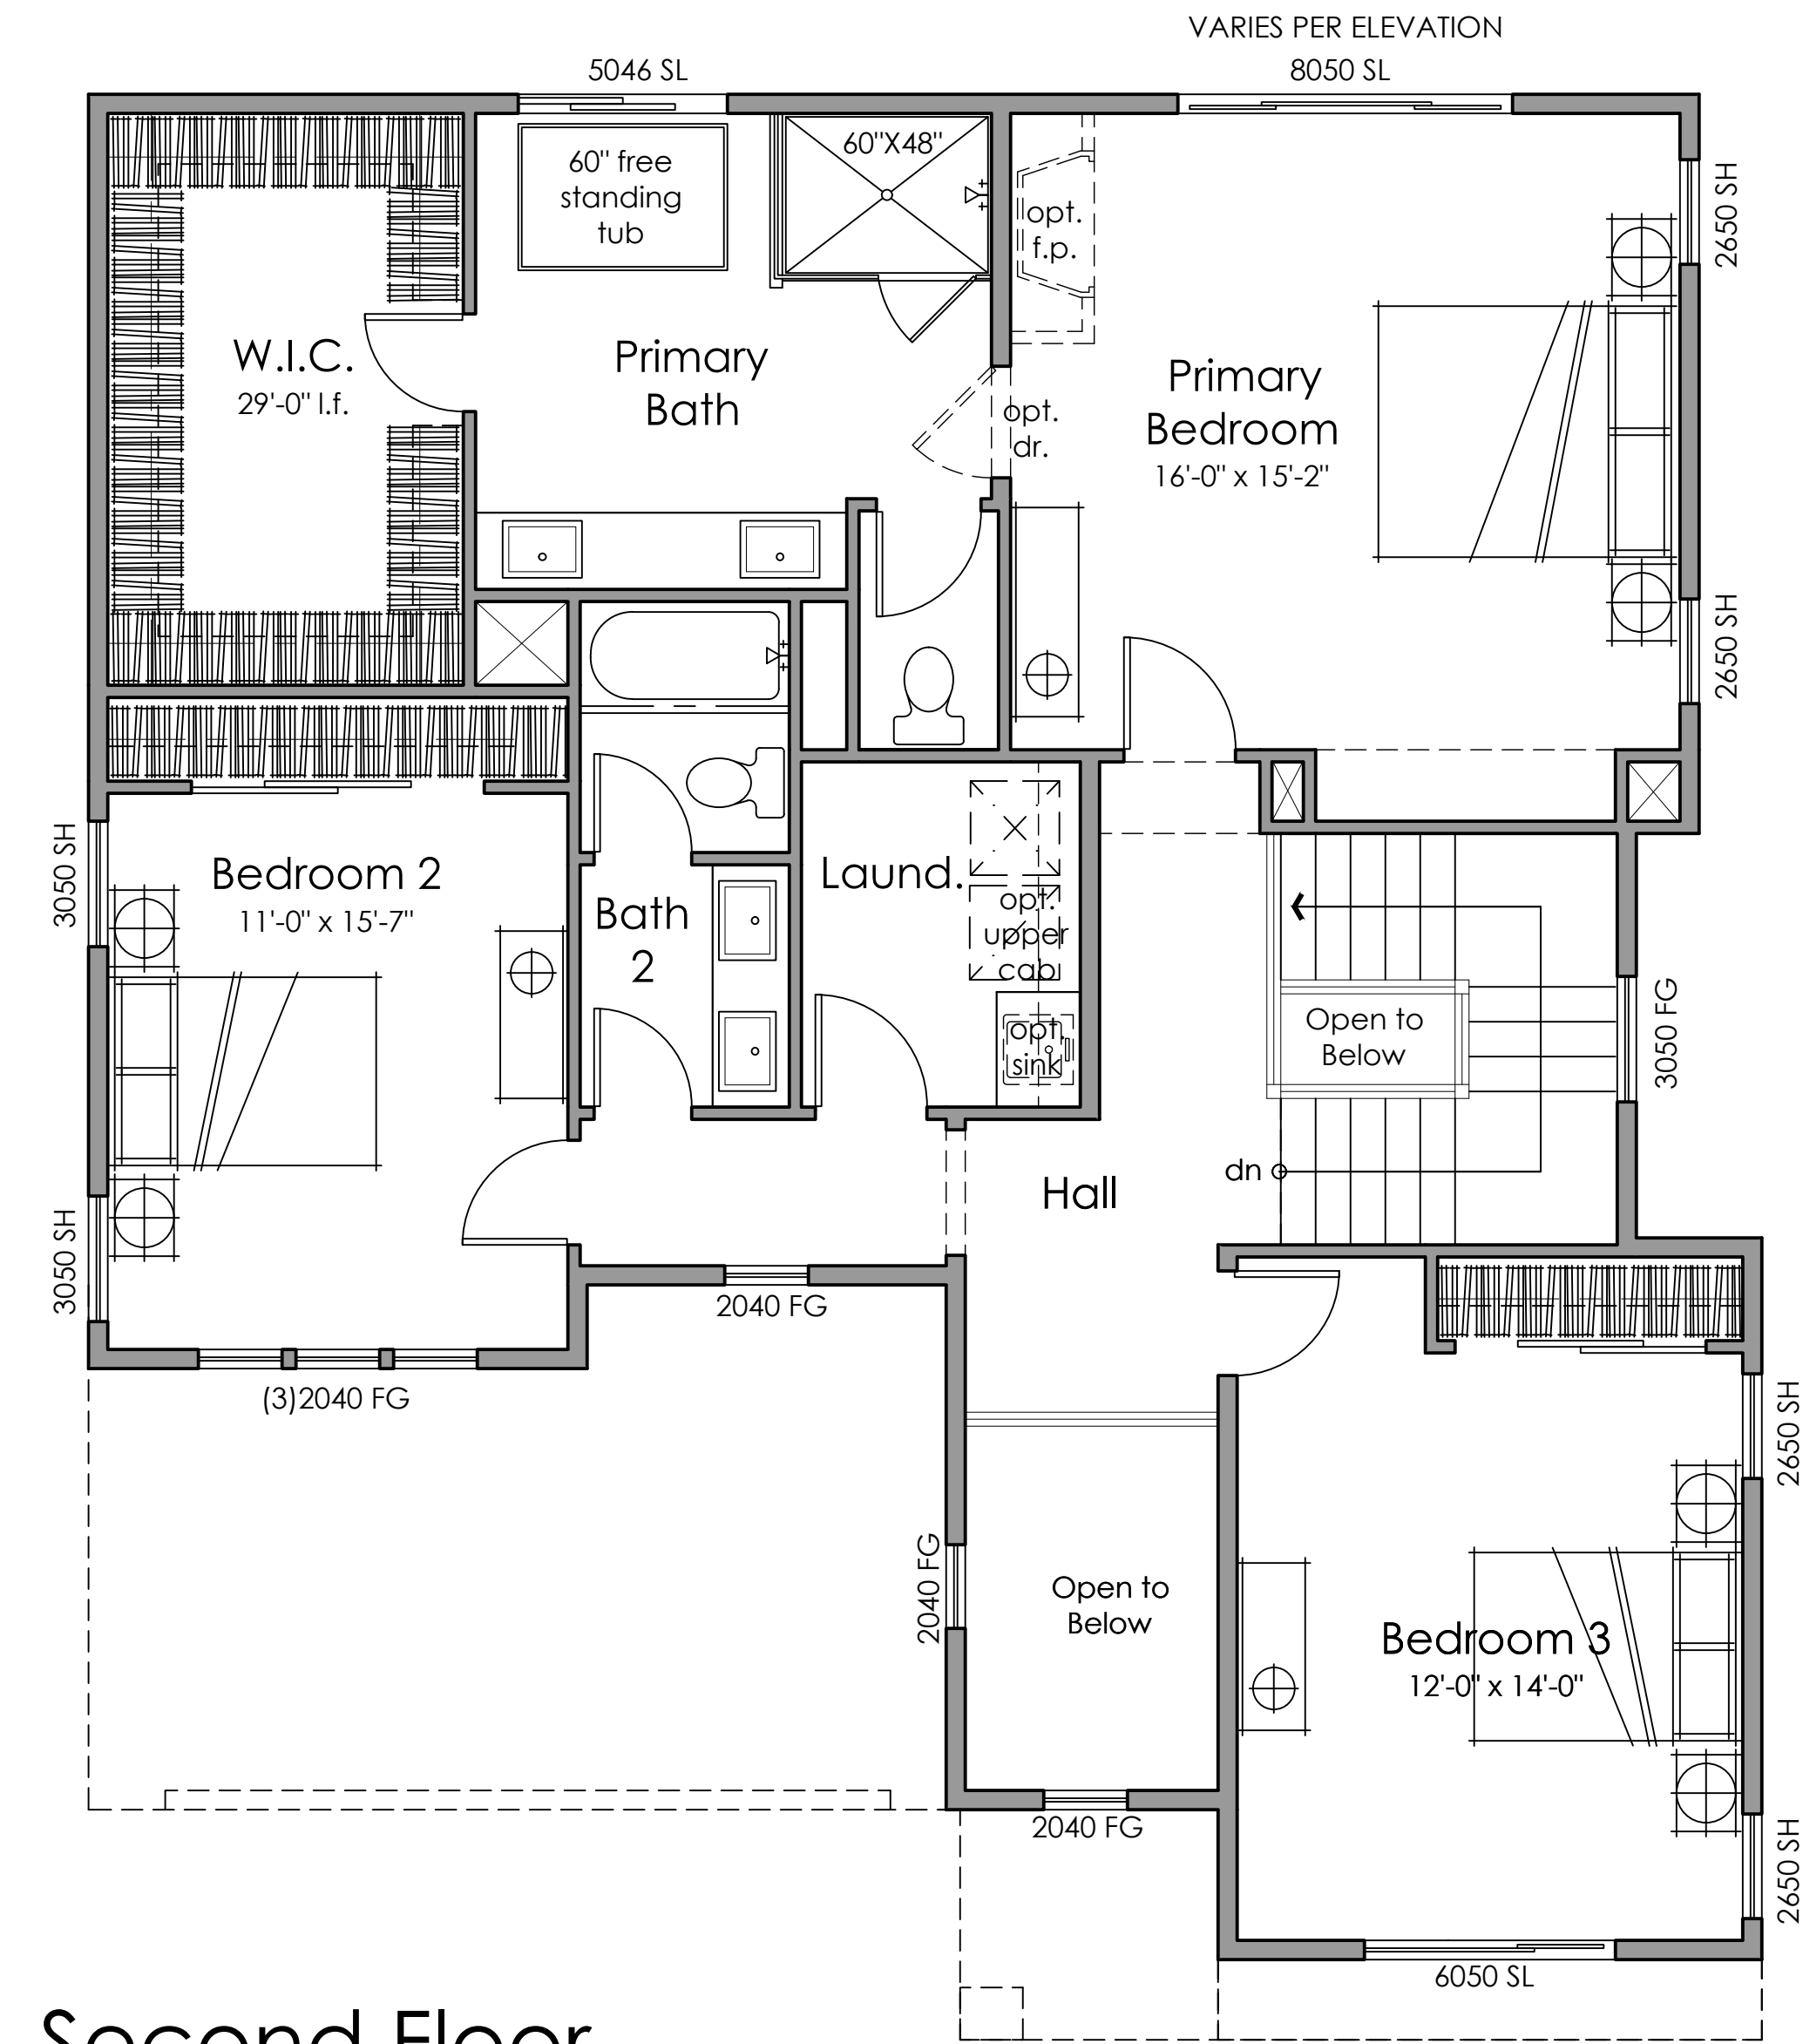 VARIES PER ELEVATION
5046 SL
8050 SL
60" free
standing
tub
60"X48"
opt.
f.p.
2650 SH
W.I.C.
29'-0" l.f.
Primary
Bath
opt.
dr.
Primary
Bedroom
16'-0" x 15'-2"
2650 SH
3050 SH
Bedroom 2
11'-0" x 15'-7"
Bath
2
Laund.
opt.
upper
cab
opt.
sink
Open to
Below
3050 FG
dn
Hall
3050 SH
2040 FG
(3)2040 FG
2650 SH
2040 FG
Open to
Below
Bedroom 3
12'-0" x 14'-0"
2040 FG
2650 SH
6050 SL
Second Floor